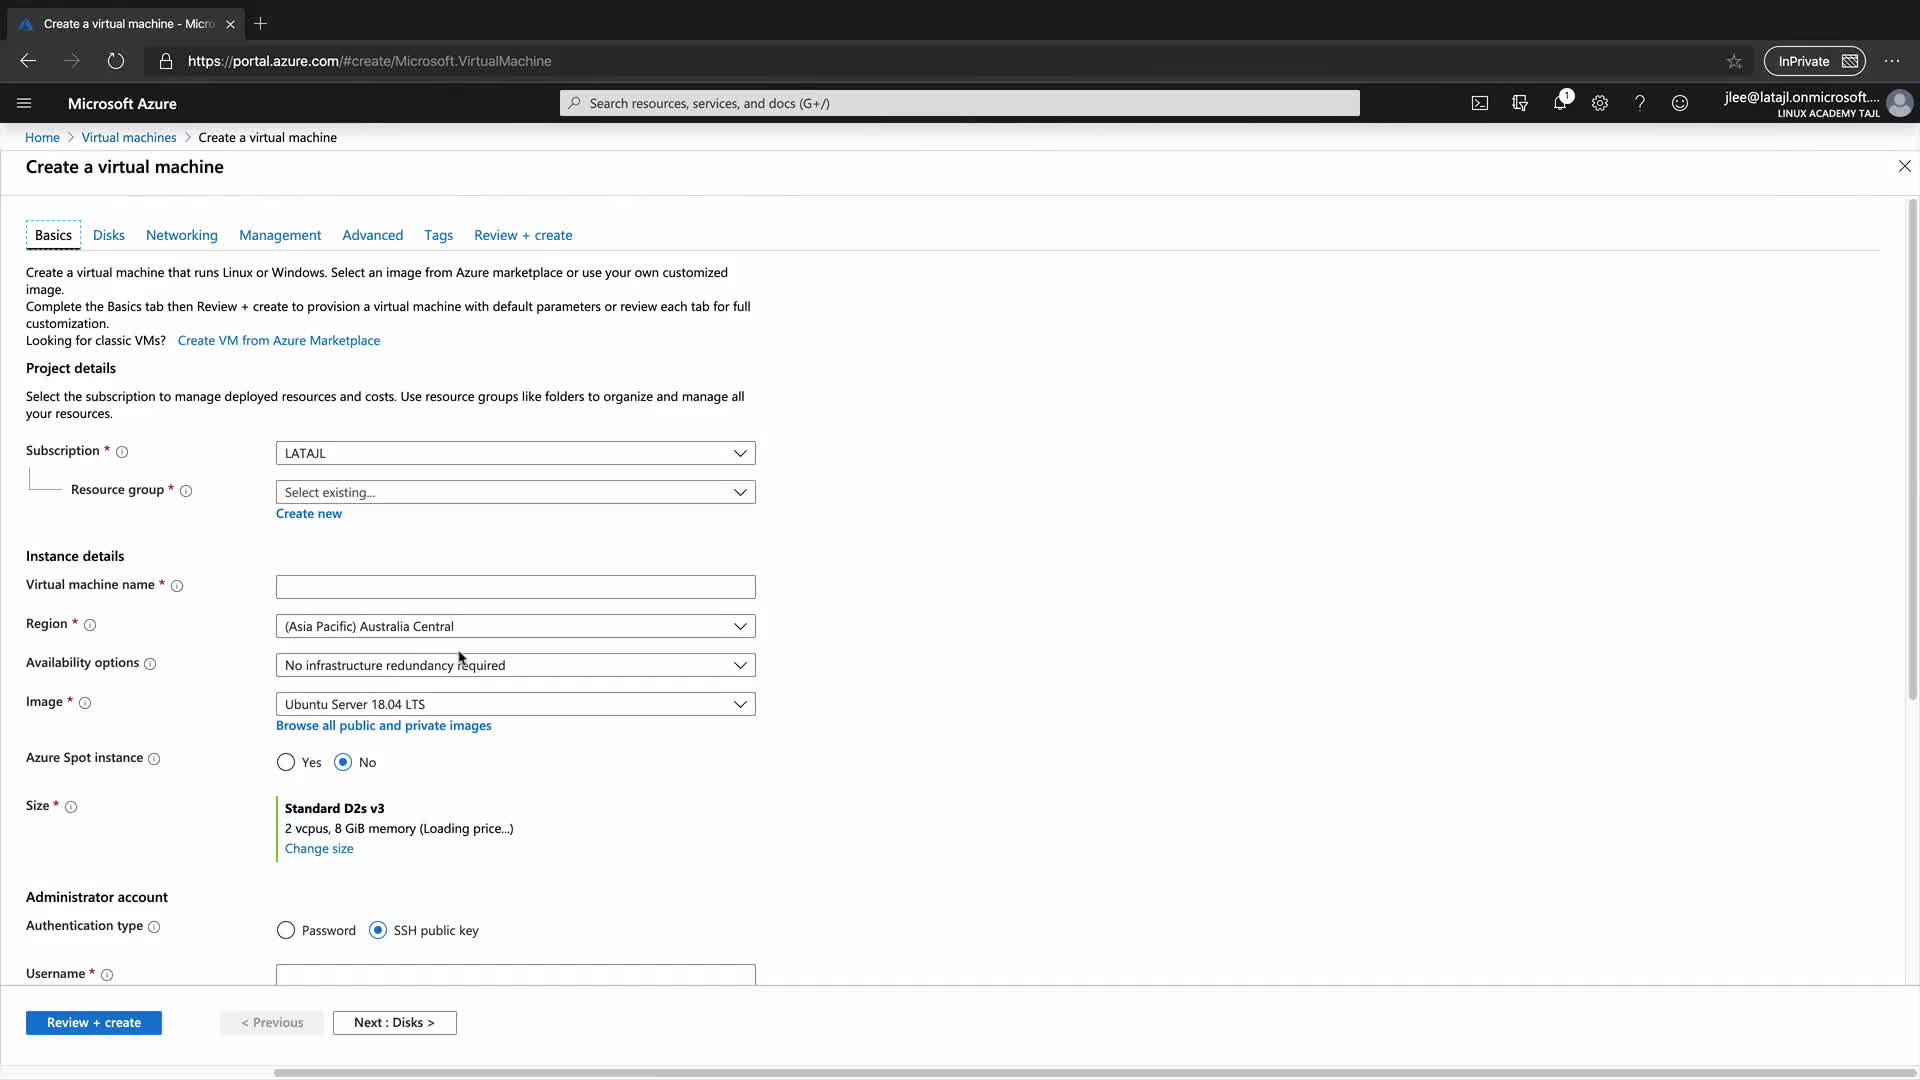 Create a virtual machine - Micro
https://portal.azure.com/#create/Microsoft.VirtualMachine
InPrivate
Microsoft Azure
Search resources, services, and docs (G+/)
1
jlee@latajl.onmicrosoft....
LINUX ACADEMY TAJL
Home > Virtual machines > Create a virtual machine
Create a virtual machine
Basics Disks Networking Management Advanced Tags Review + create
Create a virtual machine that runs Linux or Windows. Select an image from Azure marketplace or use your own customized
image.
Complete the Basics tab then Review + create to provision a virtual machine with default parameters or review each tab for full
customization.
Looking for classic VMs? Create VM from Azure Marketplace
Project details
Select the subscription to manage deployed resources and costs. Use resource groups like folders to organize and manage all
your resources.
Subscription *
LATAJL
Resource group *
Select existing...
Create new
Instance details
Virtual machine name *
Region *
(Asia Pacific) Australia Central
Availability options
No infrastructure redundancy required
Image *
Ubuntu Server 18.04 LTS
Browse all public and private images
Azure Spot instance
Yes No
Size *
Standard D2s v3
2 vcpus, 8 GiB memory (Loading price...)
Change size
Administrator account
Authentication type
Password SSH public key
Username *
Review + create
< Previous
Next : Disks >